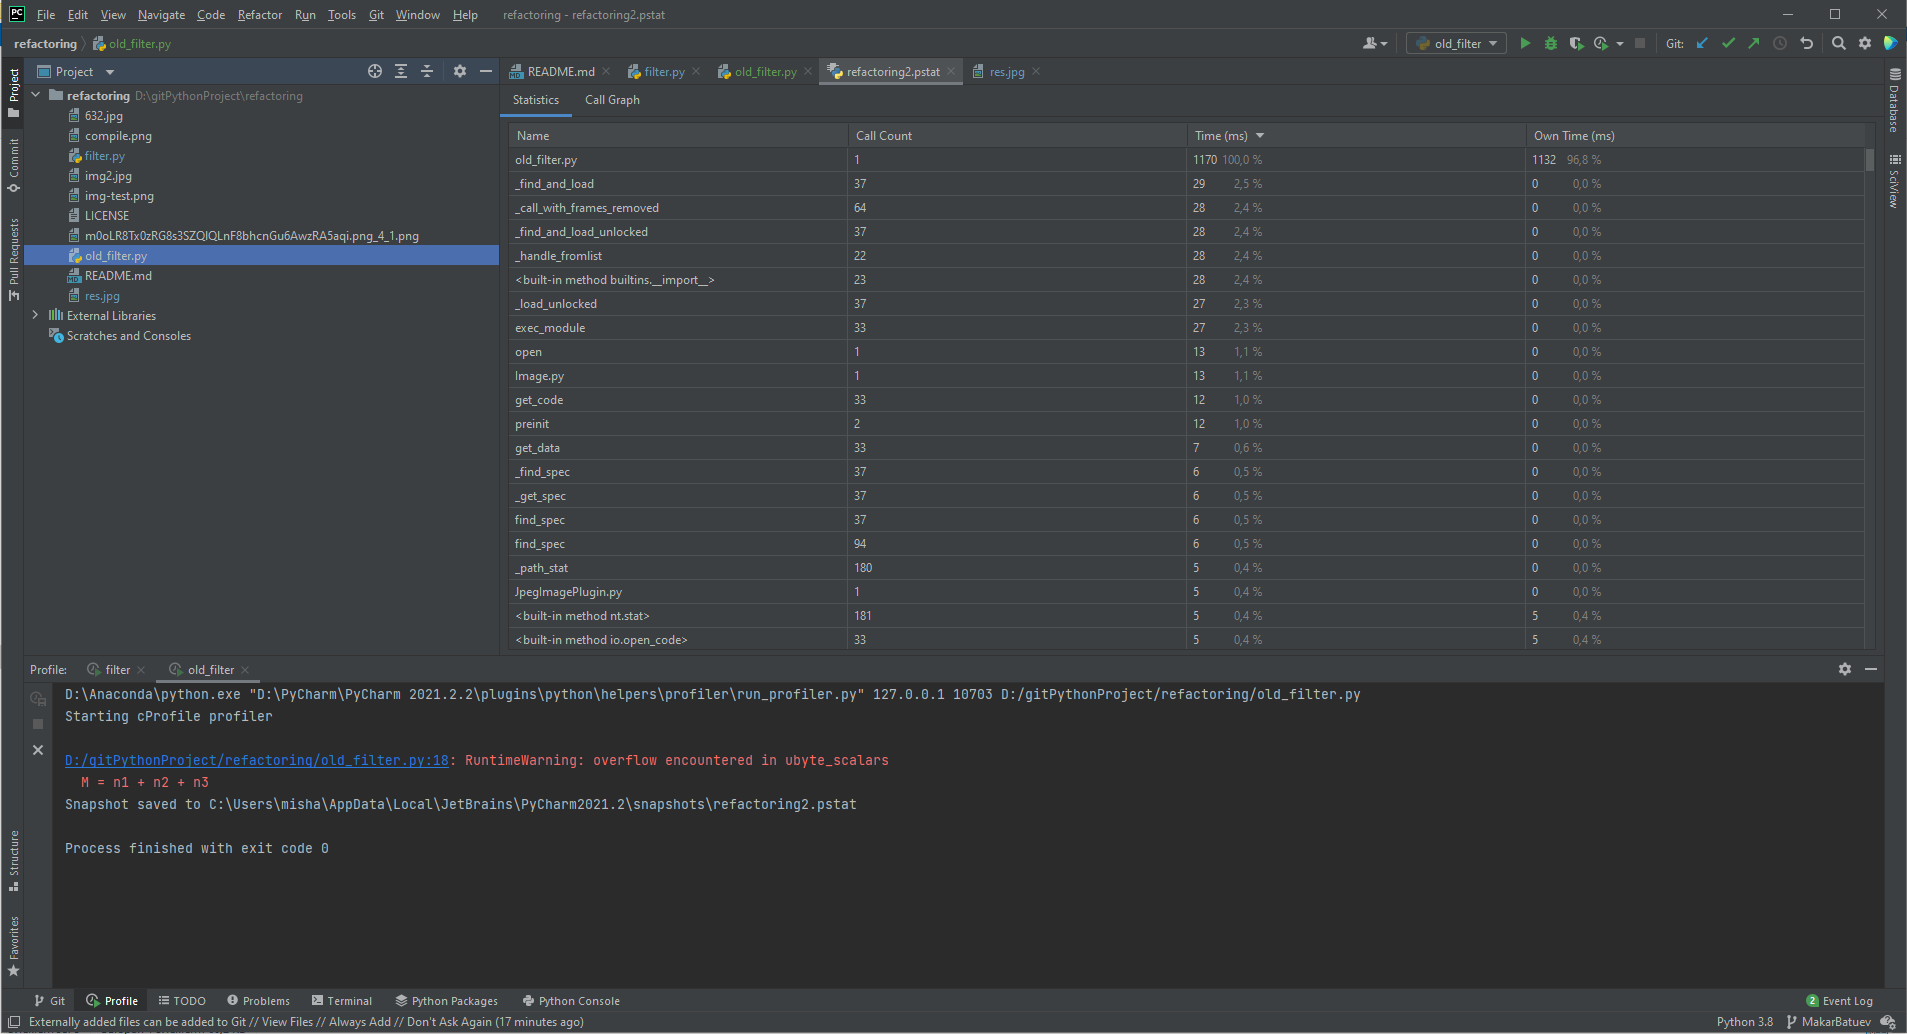 PC File Edit View Navigate Code Refactor Run Tools Git Window Help refactoring - refactoring2.pstat
refactoring old_filter.py old_filter Git:
Project README.md filter.py old_filter.py refactoring2.pstat res.jpg
Statistics Call Graph
refactoring D:\gitPythonProject\refactoring
632.jpg
compile.png
filter.py
img2.jpg
img-test.png
LICENSE
m0oLR8Tx0zRG8s3SZQIQLnF8bhcnGu6AwzRA5aqi.png_4_1.png
old_filter.py
README.md
res.jpg
External Libraries
Scratches and Consoles
Name Call Count Time (ms) Own Time (ms)
old_filter.py 1 1170 100,0 % 1132 96,8 %
_find_and_load 37 29 2,5 % 0 0,0 %
_call_with_frames_removed 64 28 2,4 % 0 0,0 %
_find_and_load_unlocked 37 28 2,4 % 0 0,0 %
_handle_fromlist 22 28 2,4 % 0 0,0 %
<built-in method builtins.__import__> 23 28 2,4 % 0 0,0 %
_load_unlocked 37 27 2,3 % 0 0,0 %
exec_module 33 27 2,3 % 0 0,0 %
open 1 13 1,1 % 0 0,0 %
Image.py 1 13 1,1 % 0 0,0 %
get_code 33 12 1,0 % 0 0,0 %
preinit 2 12 1,0 % 0 0,0 %
get_data 33 7 0,6 % 0 0,0 %
_find_spec 37 6 0,5 % 0 0,0 %
_get_spec 37 6 0,5 % 0 0,0 %
find_spec 37 6 0,5 % 0 0,0 %
find_spec 94 6 0,5 % 0 0,0 %
_path_stat 180 5 0,4 % 0 0,0 %
JpegImagePlugin.py 1 5 0,4 % 0 0,0 %
<built-in method nt.stat> 181 5 0,4 % 5 0,4 %
<built-in method io.open_code> 33 5 0,4 % 5 0,4 %
Project
Commit
Pull Requests
Structure
Favorites
Database
SciView
Profile: filter old_filter
D:\Anaconda\python.exe "D:\PyCharm\PyCharm 2021.2.2\plugins\python\helpers\profiler\run_profiler.py" 127.0.0.1 10703 D:/gitPythonProject/refactoring/old_filter.py
Starting cProfile profiler
D:/gitPythonProject/refactoring/old_filter.py:18: RuntimeWarning: overflow encountered in ubyte_scalars
M = n1 + n2 + n3
Snapshot saved to C:\Users\misha\AppData\Local\JetBrains\PyCharm2021.2\snapshots\refactoring2.pstat
Process finished with exit code 0
Git Profile TODO Problems Terminal Python Packages Python Console 2 Event Log
Externally added files can be added to Git // View Files // Always Add // Don't Ask Again (17 minutes ago) Python 3.8 MakarBatuev